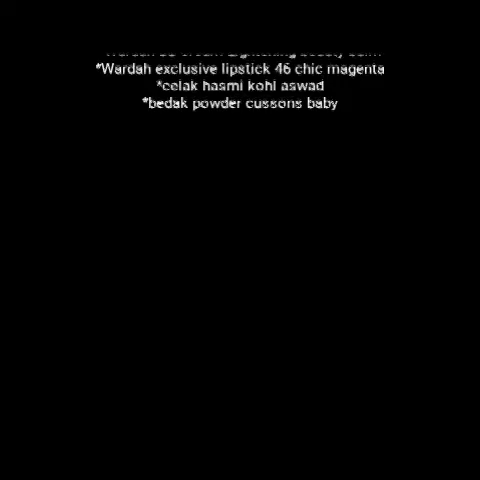 *Wardah exclusive lipstick 46 chic magenta
*celak hasmi kohl aswad
*bedak powder cussons baby